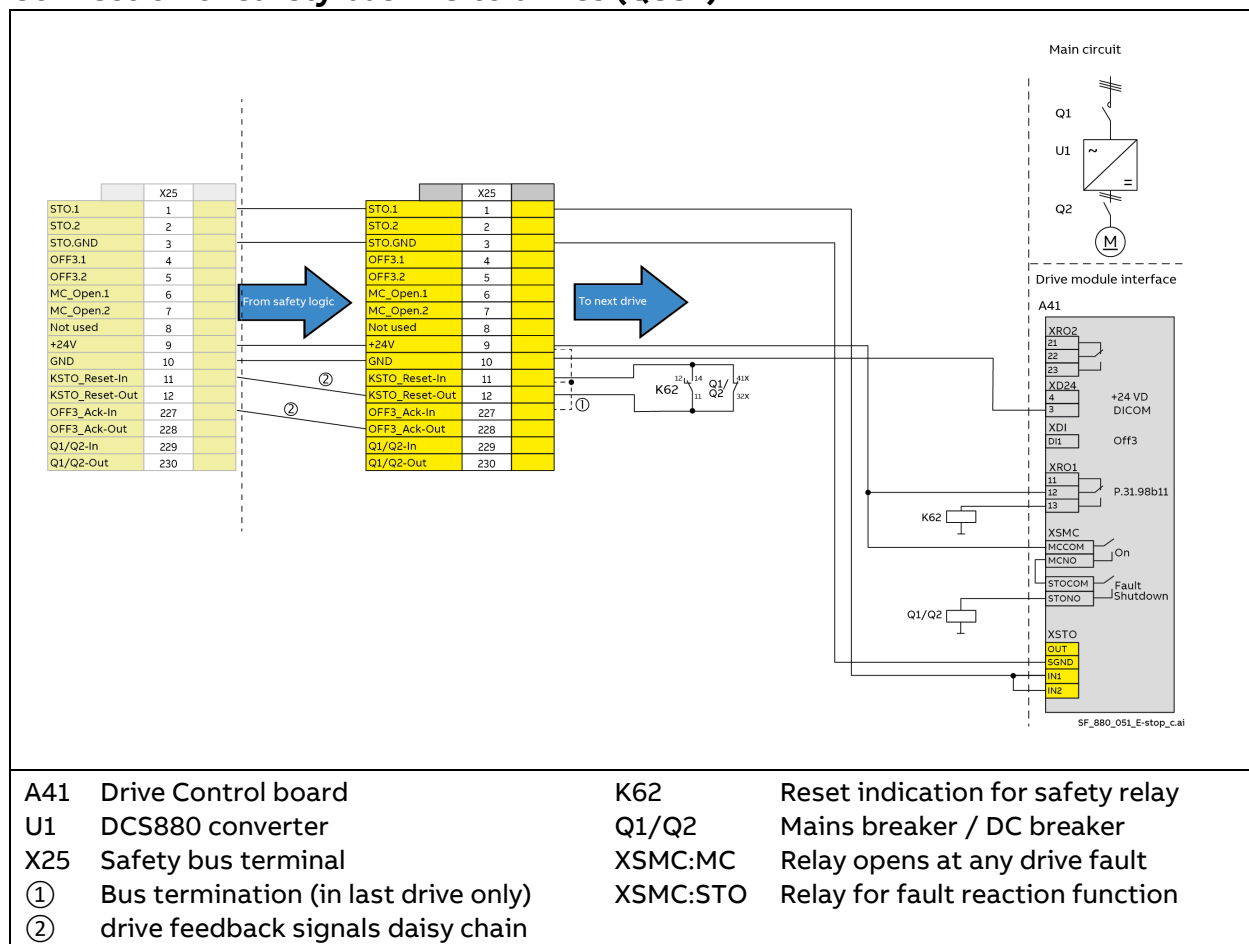 Main circuit
Q1
U1
~
=
Q2
M
Drive module interface
A41
X25
STO.1 1
STO.2 2
STO.GND 3
OFF3.1 4
OFF3.2 5
MC_Open.1 6
MC_Open.2 7
Not used 8
+24V 9
GND 10
KSTO_Reset-In 11
KSTO_Reset-Out 12
OFF3_Ack-In 227
OFF3_Ack-Out 228
Q1/Q2-In 229
Q1/Q2-Out 230
From safety logic
②
②
X25
STO.1 1
STO.2 2
STO.GND 3
OFF3.1 4
OFF3.2 5
MC_Open.1 6
MC_Open.2 7
Not used 8
+24V 9
GND 10
KSTO_Reset-In 11
KSTO_Reset-Out 12
OFF3_Ack-In 227
OFF3_Ack-Out 228
Q1/Q2-In 229
Q1/Q2-Out 230
To next drive
①
K62
12 14
11
Q1/
Q2
41X
32X
K62
Q1/Q2
XRO2
21
22
23
XD24
4 +24 VD
3 DICOM
XDI
DI1 Off3
XRO1
11
12 P.31.98b11
13
XSMC
MCCOM
MCNO
On
STOCOM
STONO
Fault
Shutdown
XSTO
OUT
SGND
IN1
IN2
SF_880_051_E-stop_c.ai
A41 Drive Control board
U1 DCS880 converter
X25 Safety bus terminal
① Bus termination (in last drive only)
② drive feedback signals daisy chain
K62 Reset indication for safety relay
Q1/Q2 Mains breaker / DC breaker
XSMC:MC Relay opens at any drive fault
XSMC:STO Relay for fault reaction function